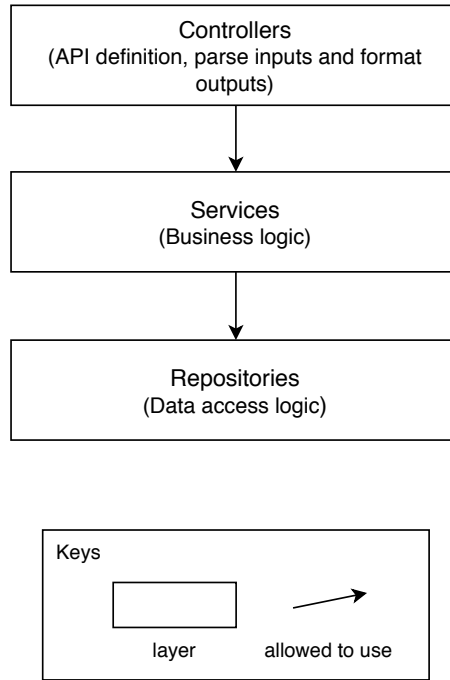 Controllers
(API definition, parse inputs and format
outputs)
Services
(Business logic)
Repositories
(Data access logic)
Keys
layer
allowed to use